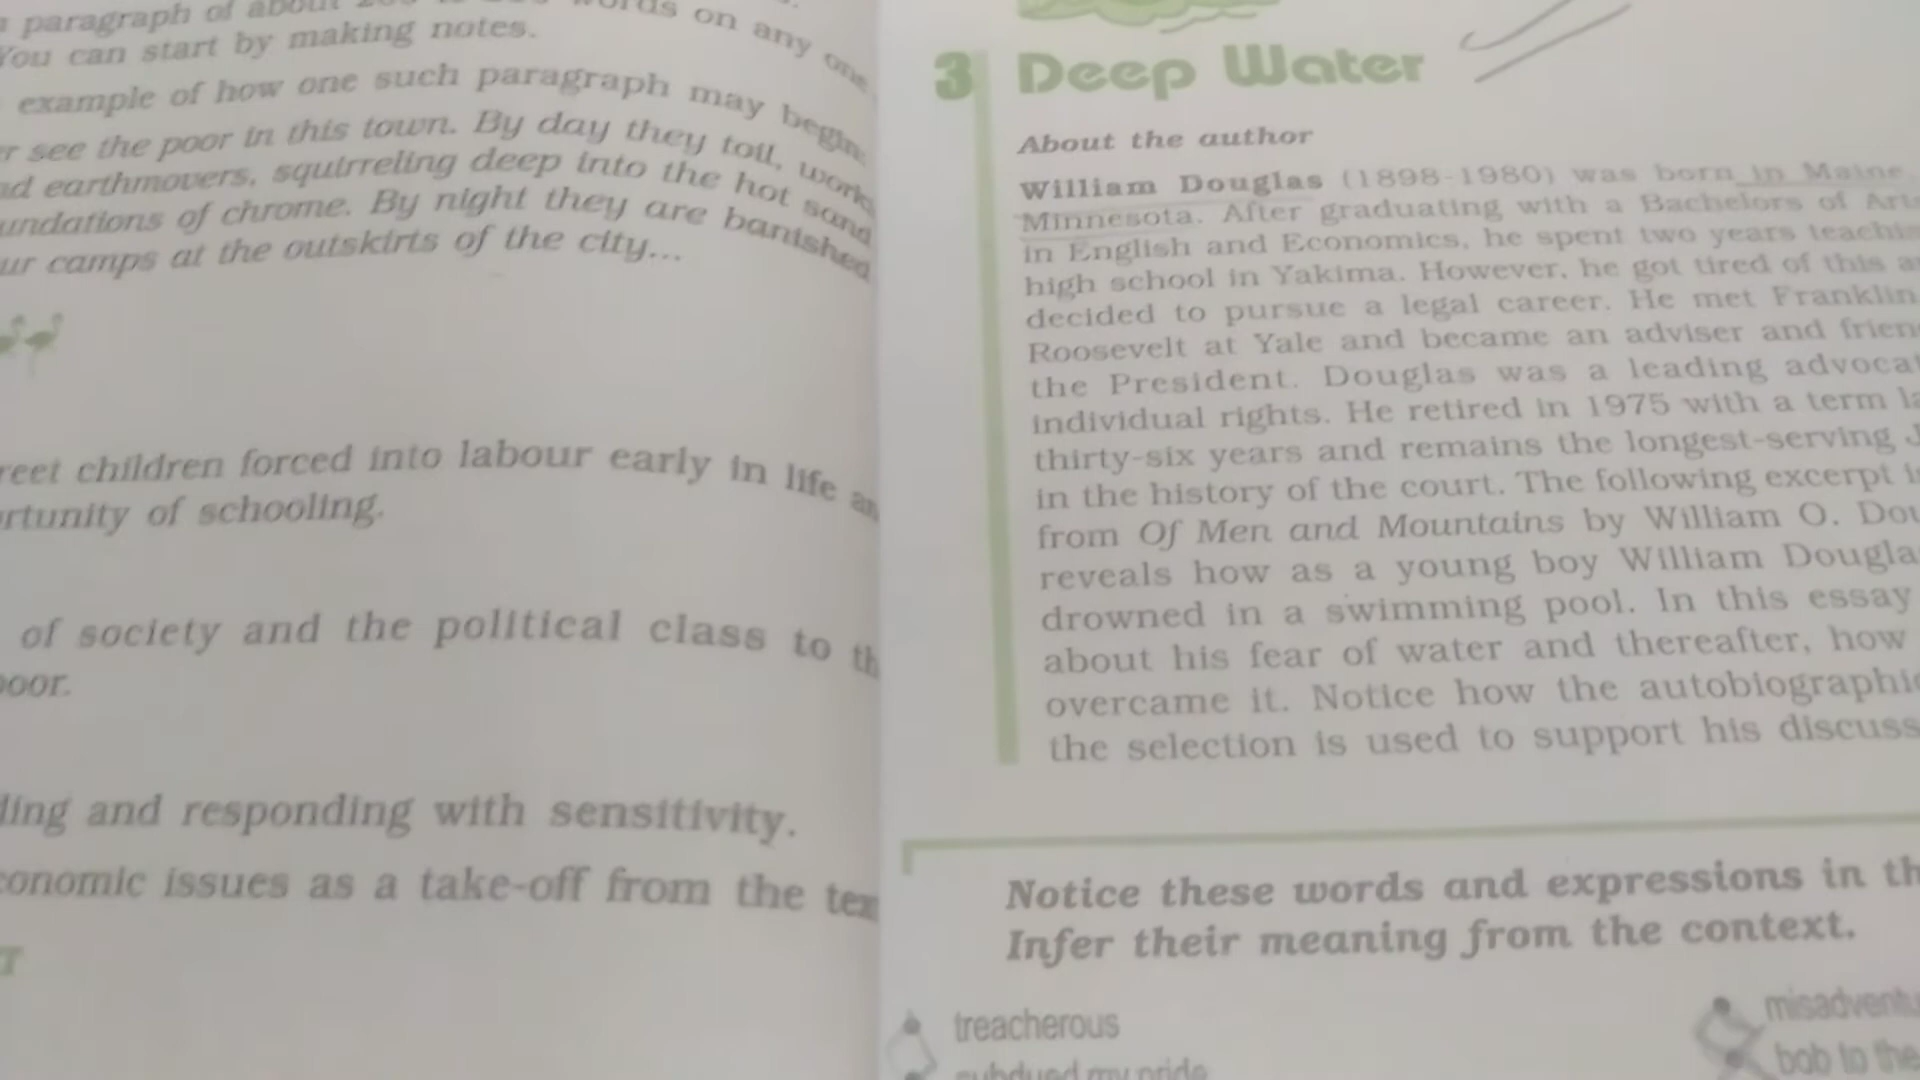 paragraph of about words on any one
You can start by making notes.
example of how one such paragraph may begin:
see the poor in this town. By day they toil, work
earthmovers, squirreling deep into the hot sand
undations of chrome. By night they are banished
ur camps at the outskirts of the city...
reet children forced into labour early in life an
rtunity of schooling.
of society and the political class to th
oor.
ling and responding with sensitivity.
conomic issues as a take-off from the tex
3 Deep Water
About the author
William Douglas (1898-1980) was born in Maine,
Minnesota. After graduating with a Bachelors of Arts
in English and Economics, he spent two years teachi
high school in Yakima. However, he got tired of this a
decided to pursue a legal career. He met Franklin
Roosevelt at Yale and became an adviser and frien
the President. Douglas was a leading advocat
individual rights. He retired in 1975 with a term la
thirty-six years and remains the longest-serving J
in the history of the court. The following excerpt i
from Of Men and Mountains by William O. Dou
reveals how as a young boy William Dougla
drowned in a swimming pool. In this essay
about his fear of water and thereafter, how
overcame it. Notice how the autobiographic
the selection is used to support his discuss
Notice these words and expressions in th
Infer their meaning from the context.
treacherous
misadventu
subdued my pride
bob to the